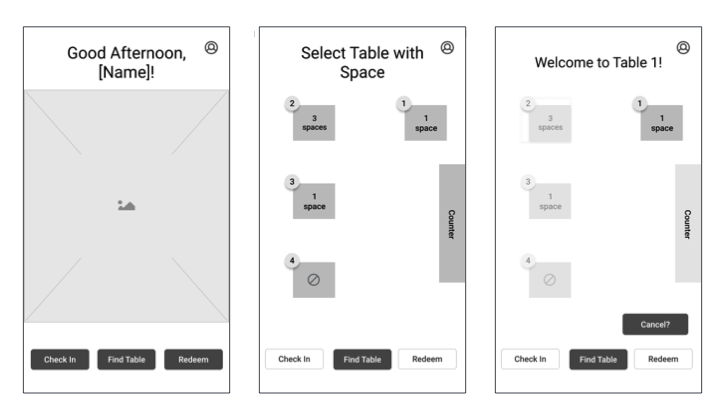 Good Afternoon,
[Name]!
Check In
Find Table
Redeem
Select Table with
Space
2
3
spaces
1
1
space
3
1
space
Counter
4
Check In
Find Table
Redeem
Welcome to Table 1!
2
3
spaces
1
1
space
3
1
space
Counter
4
Cancel?
Check In
Find Table
Redeem